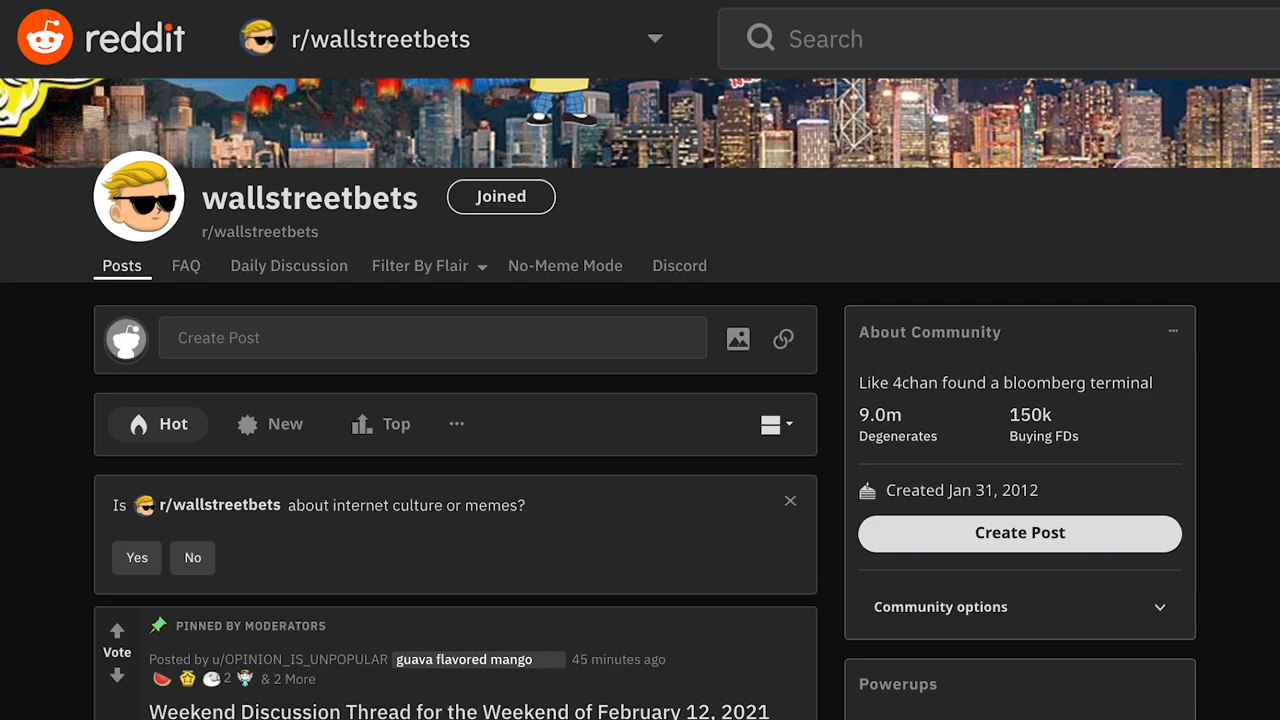 reddit
r/wallstreetbets
Search
wallstreetbets
Joined
r/wallstreetbets
Posts
FAQ
Daily Discussion
Filter By Flair
No-Meme Mode
Discord
Create Post
Hot
New
Top
Is r/wallstreetbets about internet culture or memes?
Yes
No
PINNED BY MODERATORS
Vote
Posted by u/OPINION_IS_UNPOPULAR guava flavored mango 45 minutes ago
2 & 2 More
Weekend Discussion Thread for the Weekend of February 12, 2021
About Community
Like 4chan found a bloomberg terminal
9.0m
150k
Degenerates
Buying FDs
Created Jan 31, 2012
Create Post
Community options
Powerups